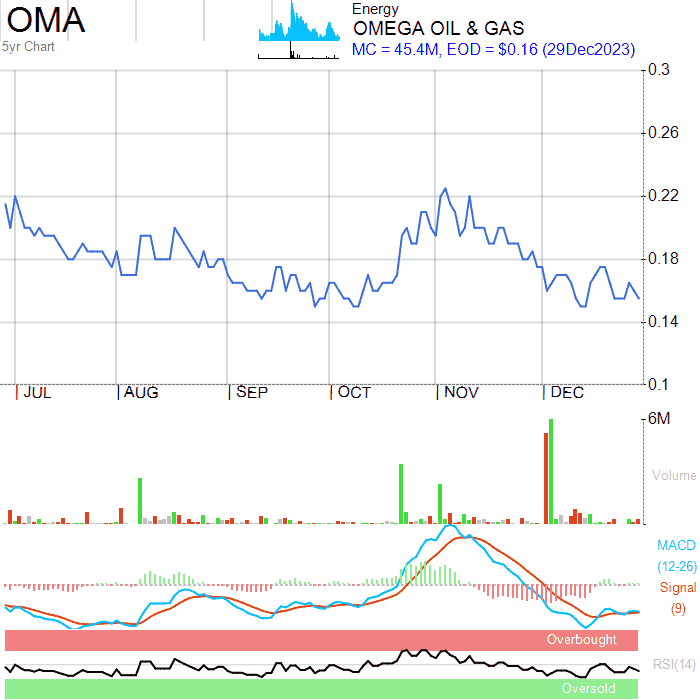 OMA
5yr Chart
Energy
OMEGA OIL & GAS
MC = 45.4M, EOD = $0.16 (29Dec2023)
0.3
0.26
0.22
0.18
0.14
0.1
JUL AUG SEP OCT NOV DEC
6M
Volume
MACD
(12-26)
Signal
(9)
Overbought
RSI(14)
Oversold